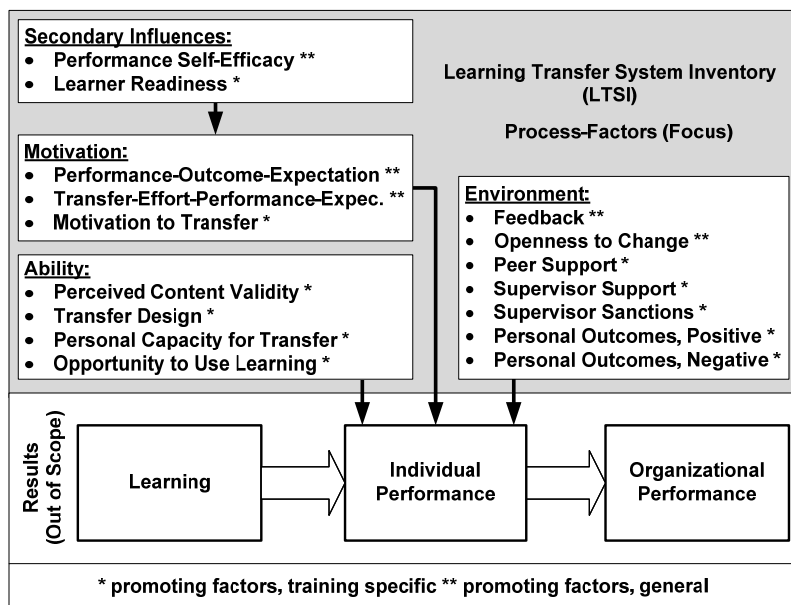 Secondary Influences:
• Performance Self-Efficacy **
• Learner Readiness *
Learning Transfer System Inventory
(LTSI)
Process-Factors (Focus)
Motivation:
• Performance-Outcome-Expectation **
• Transfer-Effort-Performance-Expec. **
• Motivation to Transfer *
Environment:
• Feedback **
• Openness to Change **
• Peer Support *
• Supervisor Support *
• Supervisor Sanctions *
• Personal Outcomes, Positive *
• Personal Outcomes, Negative *
Ability:
• Perceived Content Validity *
• Transfer Design *
• Personal Capacity for Transfer *
• Opportunity to Use Learning *
Results
(Out of Scope)
Learning
Individual
Performance
Organizational
Performance
* promoting factors, training specific ** promoting factors, general